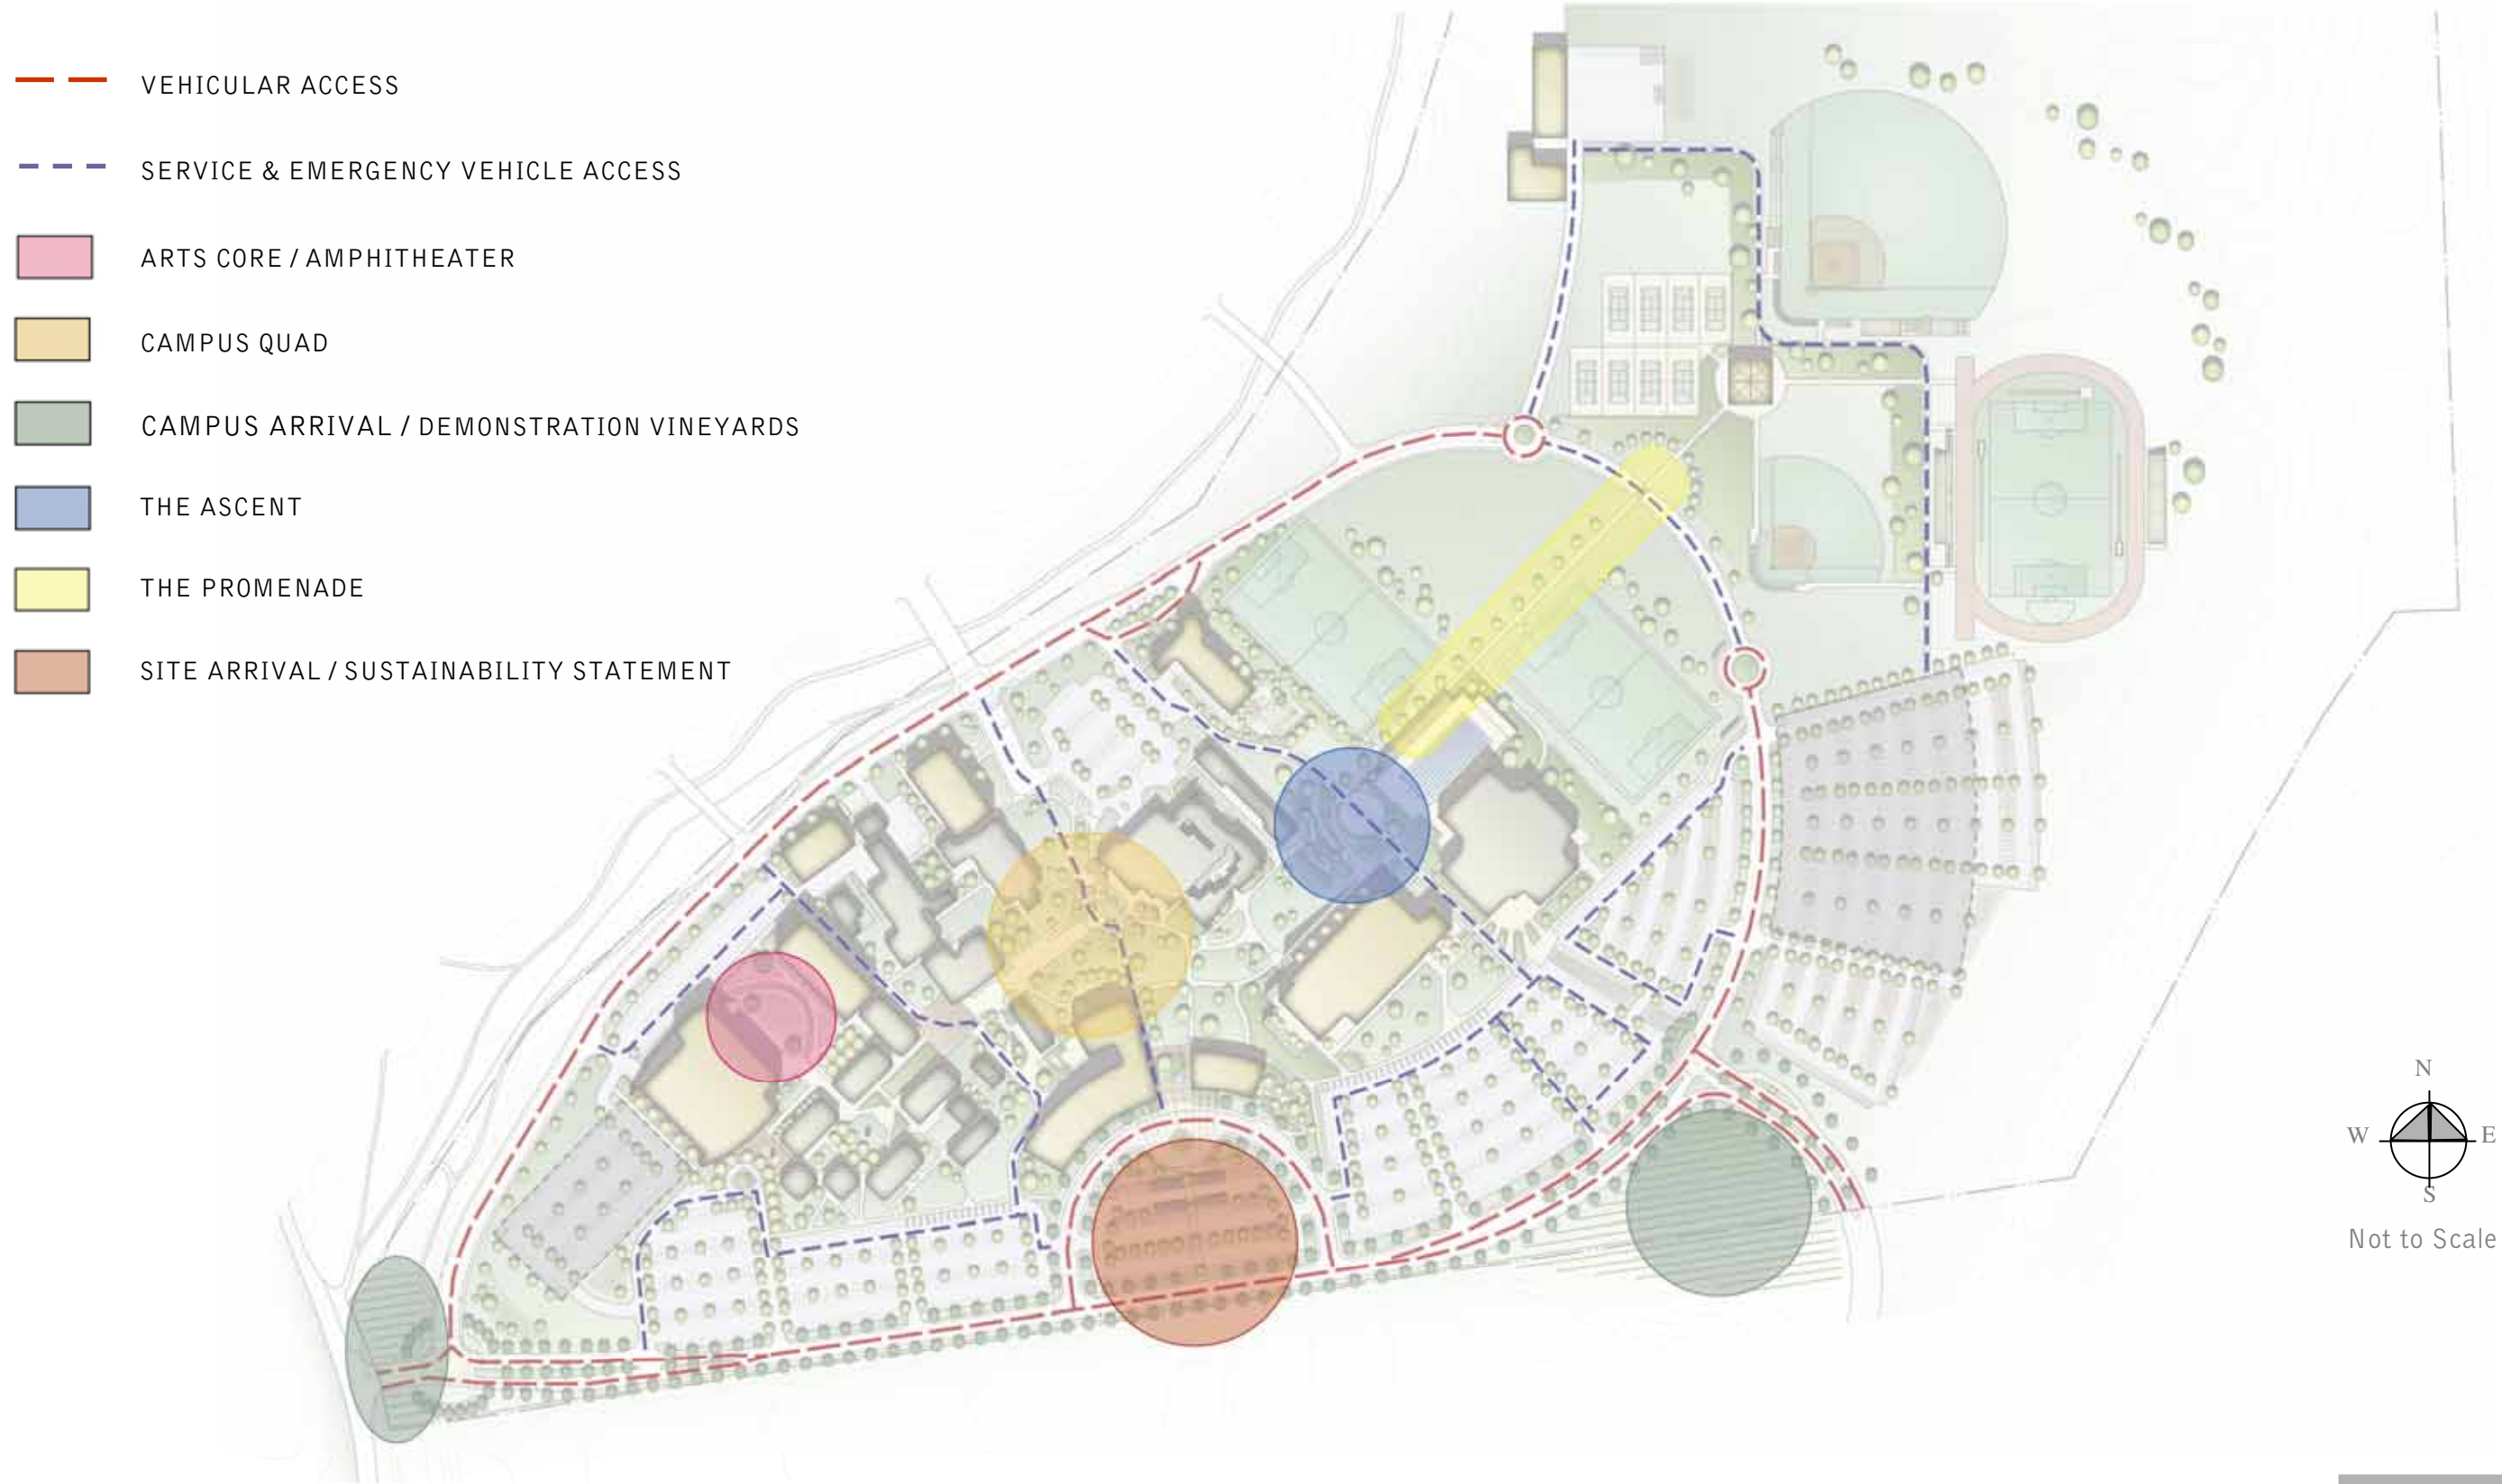 VEHICULAR ACCESS
SERVICE & EMERGENCY VEHICLE ACCESS
ARTS CORE / AMPHITHEATER
CAMPUS QUAD
CAMPUS ARRIVAL / DEMONSTRATION VINEYARDS
THE ASCENT
THE PROMENADE
SITE ARRIVAL / SUSTAINABILITY STATEMENT
N
W E
S
Not to Scale